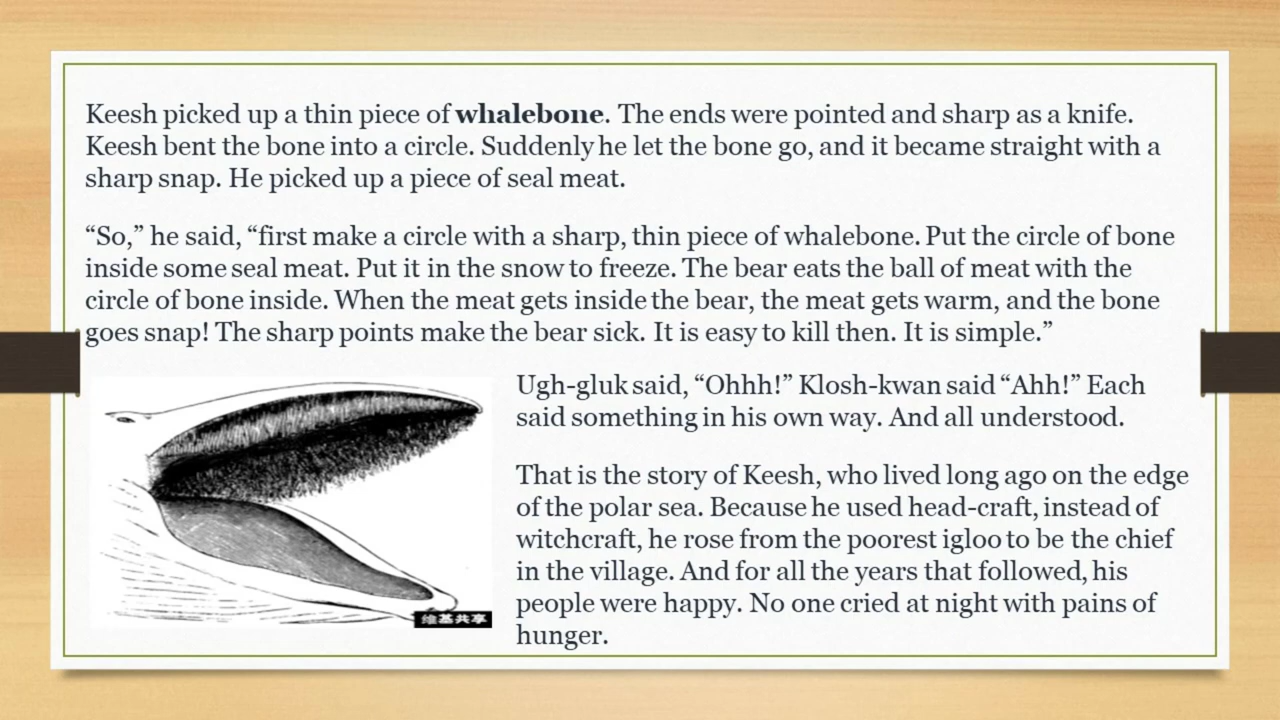 Keesh picked up a thin piece of whalebone. The ends were pointed and sharp as a knife.
Keesh bent the bone into a circle. Suddenly he let the bone go, and it became straight with a
sharp snap. He picked up a piece of seal meat.
“So,” he said, “first make a circle with a sharp, thin piece of whalebone. Put the circle of bone
inside some seal meat. Put it in the snow to freeze. The bear eats the ball of meat with the
circle of bone inside. When the meat gets inside the bear, the meat gets warm, and the bone
goes snap! The sharp points make the bear sick. It is easy to kill then. It is simple.”
Ugh-gluk said, “Ohhh!” Klosh-kwan said “Ahh!” Each
said something in his own way. And all understood.
That is the story of Keesh, who lived long ago on the edge
of the polar sea. Because he used head-craft, instead of
witchcraft, he rose from the poorest igloo to be the chief
in the village. And for all the years that followed, his
people were happy. No one cried at night with pains of
hunger.
维基共享